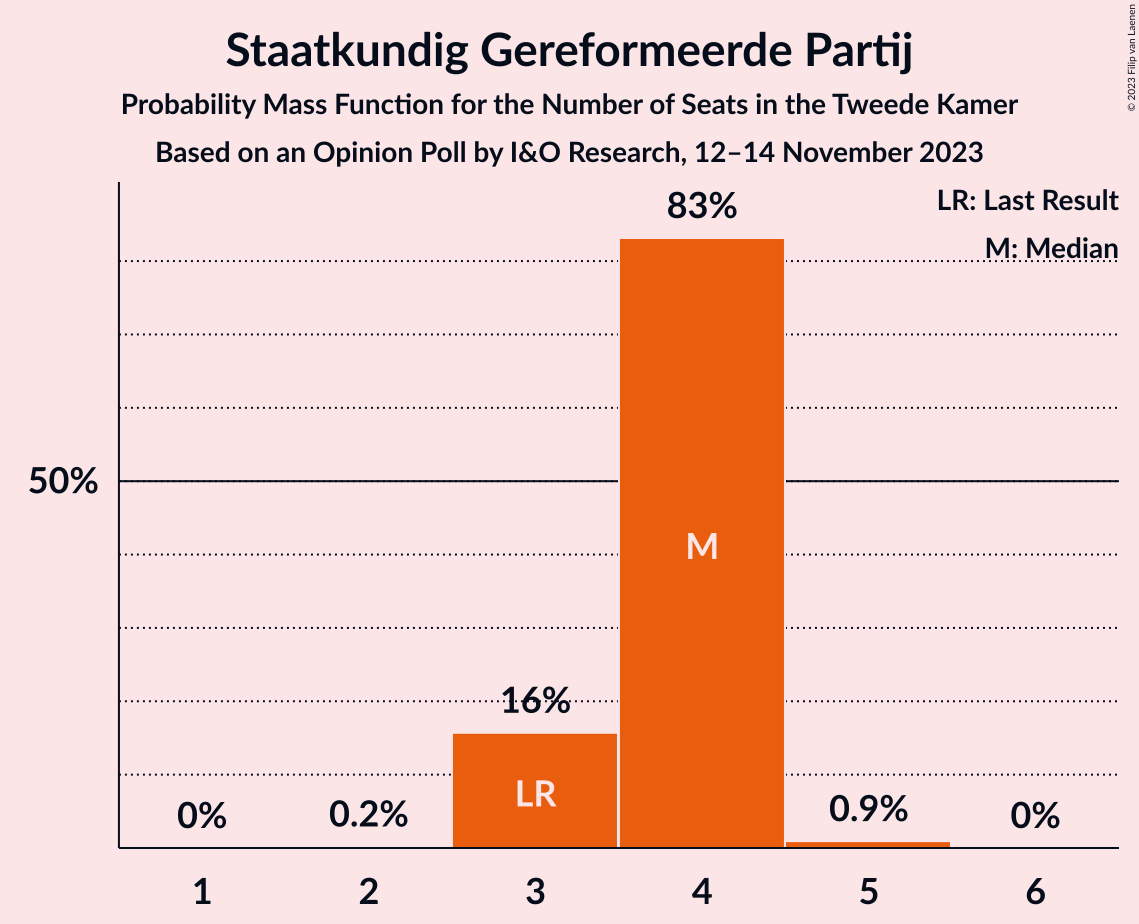 Staatkundig Gereformeerde Partij
Probability Mass Function for the Number of Seats in the Tweede Kamer
Based on an Opinion Poll by I&O Research, 12–14 November 2023
© 2023 Filip van Laenen
LR: Last Result
M: Median
83%
50%
M
16%
LR
0%
0.2%
0.9%
0%
1 2 3 4 5 6